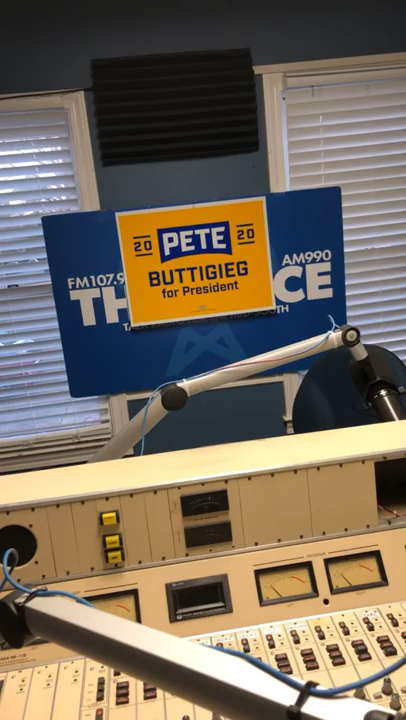 20 PETE 20
BUTTIGIEG
for President
FM107.9
AM990
TH
CE